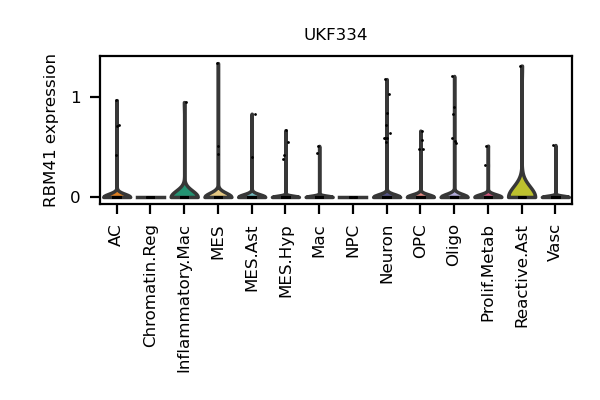 UKF334
RBM41 expression
1
0
AC
Chromatin.Reg
Inflammatory.Mac
MES
MES.Ast
MES.Hyp
Mac
NPC
Neuron
OPC
Oligo
Prolif.Metab
Reactive.Ast
Vasc